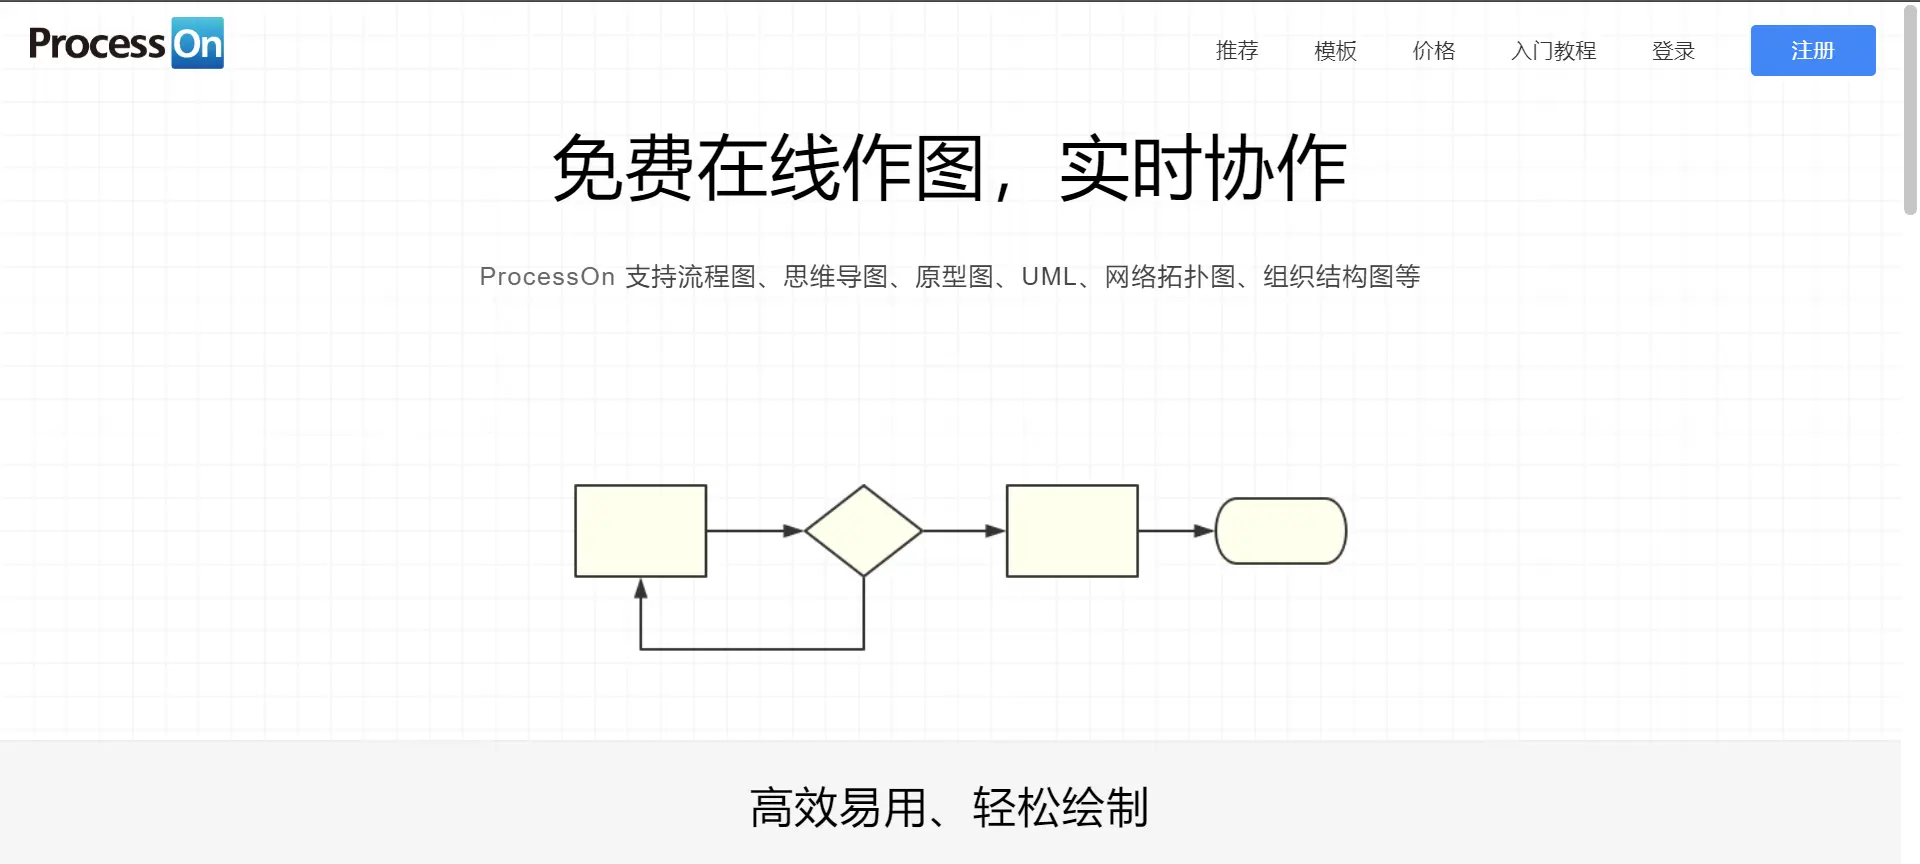 ProcessOn
推荐 模板 价格 入门教程 登录 注册
免费在线作图，实时协作
ProcessOn 支持流程图、思维导图、原型图、UML、网络拓扑图、组织结构图等
高效易用、轻松绘制